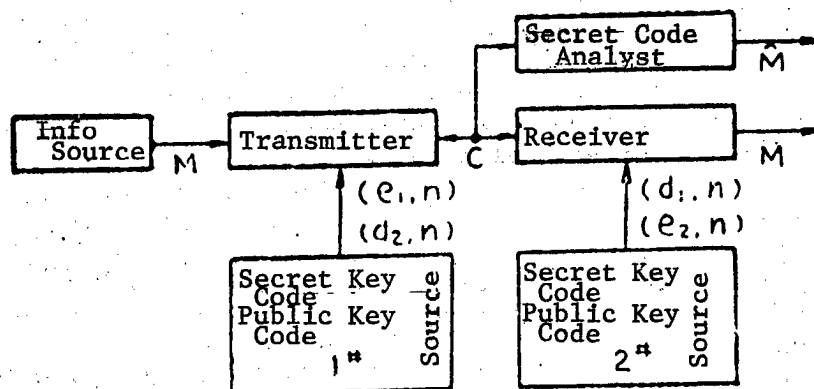 Secret Code
Analyst
M̂
Info
Source
M
Transmitter
C
Receiver
M
(e₁, n)
(d₂, n)
(d₁, n)
(e₂, n)
Secret Key
Code
Public Key
Code
Source
1#
Secret Key
Code
Public Key
Code
Source
2#